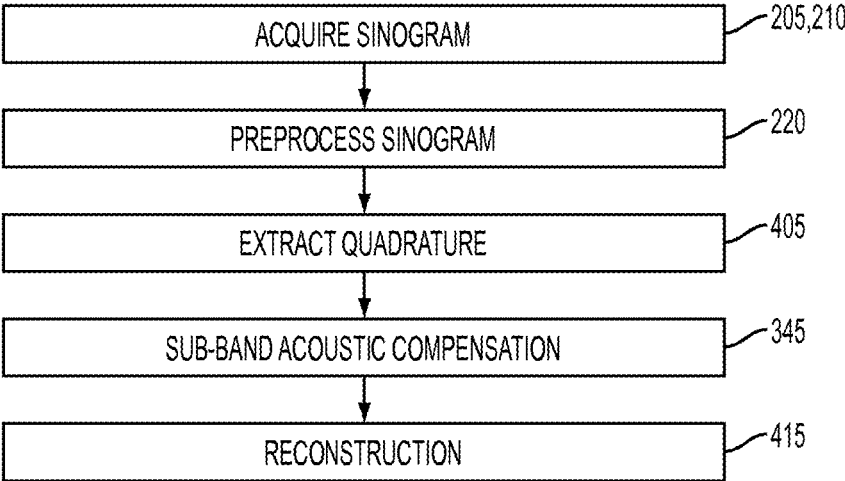 ACQUIRE SINOGRAM 205,210
PREPROCESS SINOGRAM 220
EXTRACT QUADRATURE 405
SUB-BAND ACOUSTIC COMPENSATION 345
RECONSTRUCTION 415